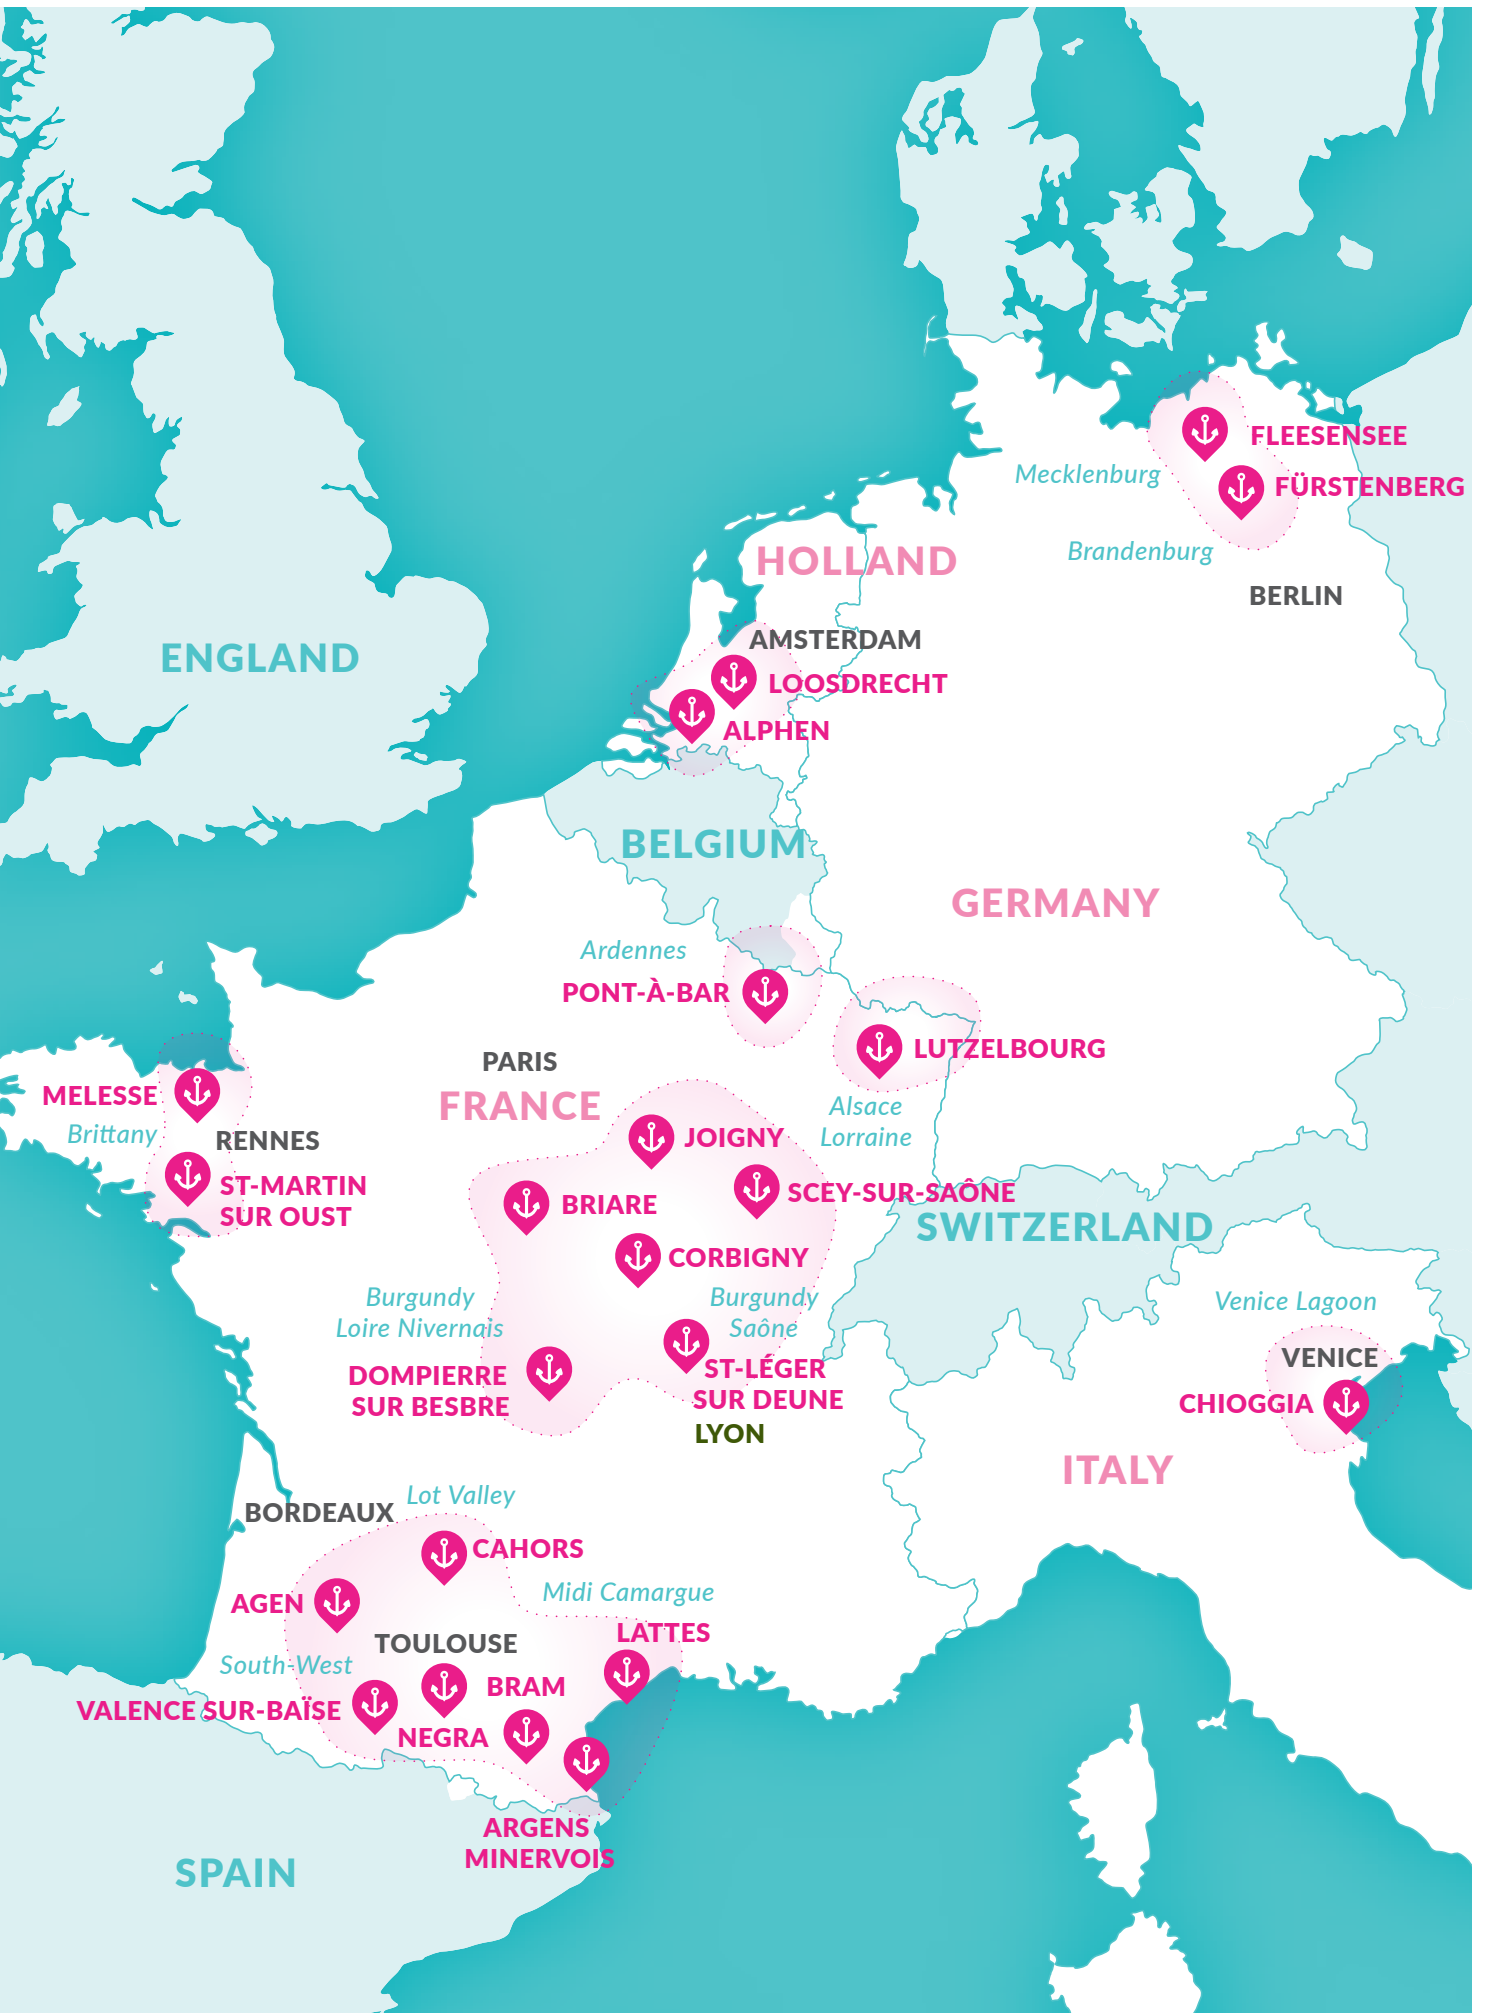 FLEESENSEE
Mecklenburg
FÜRSTENBERG
HOLLAND
Brandenburg
BERLIN
AMSTERDAM
ENGLAND
LOOSDRECHT
ALPHEN
BELGIUM
GERMANY
Ardennes
PONT-À-BAR
LUTZELBOURG
PARIS
MELESSE
FRANCE
Alsace
Lorraine
Brittany
RENNES
JOIGNY
ST-MARTIN
SUR OUST
SCEY-SUR-SAÔNE
BRIARE
SWITZERLAND
CORBIGNY
Burgundy
Loire Nivernais
Burgundy
Saône
Venice Lagoon
VENICE
DOMPIERRE
SUR BESBRE
ST-LÉGER
SUR DEUNE
CHIOGGIA
LYON
ITALY
Lot Valley
BORDEAUX
CAHORS
Midi Camargue
AGEN
LATTES
TOULOUSE
South-West
BRAM
VALENCE SUR-BAÏSE
NEGRA
ARGENS
MINERVOIS
SPAIN